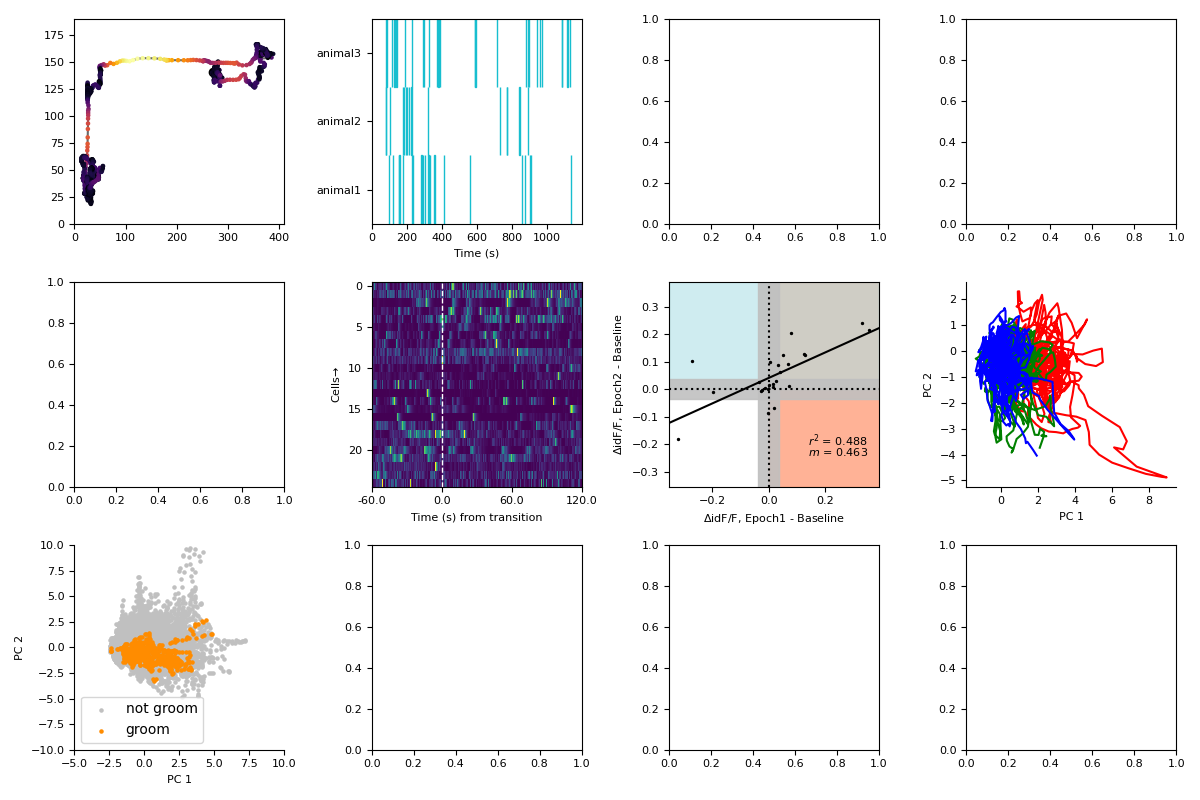 175
150
125
100
75
50
25
0
0 100 200 300 400
animal3
animal2
animal1
0 200 400 600 800 1000
Time (s)
1.0
0.8
0.6
0.4
0.2
0.0
0.0 0.2 0.4 0.6 0.8 1.0
1.0
0.8
0.6
0.4
0.2
0.0
0.0 0.2 0.4 0.6 0.8 1.0
1.0
0.8
0.6
0.4
0.2
0.0
0.0 0.2 0.4 0.6 0.8 1.0
Cells→
0
5
10
15
20
-60.0 0.0 60.0 120.0
Time (s) from transition
ΔidF/F, Epoch2 - Baseline
0.3
0.2
0.1
0.0
−0.1
−0.2
−0.3
r² = 0.488
m = 0.463
−0.2 0.0 0.2
ΔidF/F, Epoch1 - Baseline
PC 2
2
1
0
−1
−2
−3
−4
−5
0 2 4 6 8
PC 1
PC 2
10.0
7.5
5.0
2.5
0.0
−2.5
−5.0
−7.5
−10.0
not groom
groom
−5.0 −2.5 0.0 2.5 5.0 7.5 10.0
PC 1
1.0
0.8
0.6
0.4
0.2
0.0
0.0 0.2 0.4 0.6 0.8 1.0
1.0
0.8
0.6
0.4
0.2
0.0
0.0 0.2 0.4 0.6 0.8 1.0
1.0
0.8
0.6
0.4
0.2
0.0
0.0 0.2 0.4 0.6 0.8 1.0